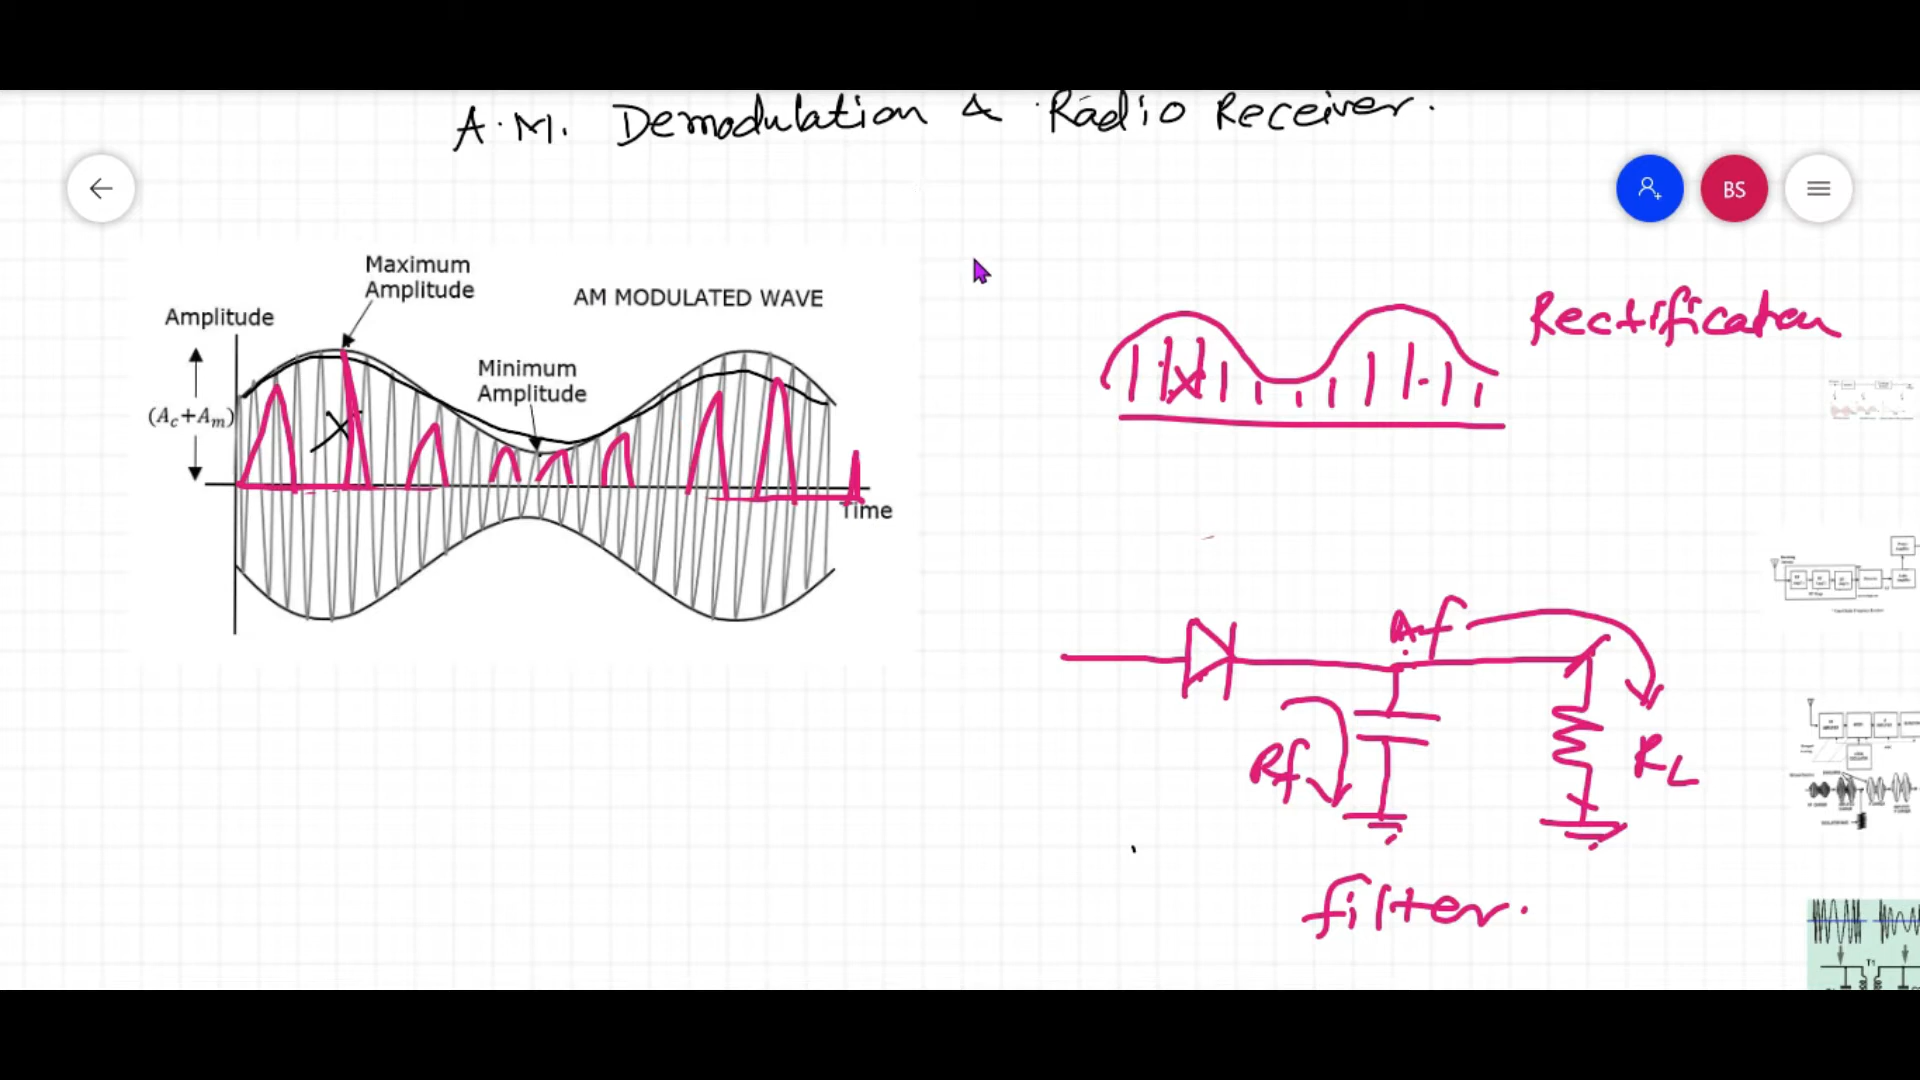 A.M. Demodulation & Radio Receiver.
BS
Maximum
Amplitude
AM MODULATED WAVE
Amplitude
Minimum
Amplitude
(Ac+Am)
Time
Rectification
Af
Rf
RL
filter.
T1